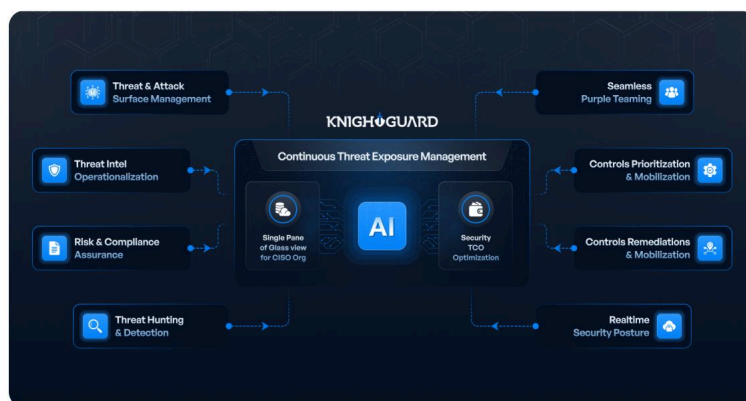 Threat & Attack
Surface Management
Seamless
Purple Teaming
KNIGHTGUARD
Continuous Threat Exposure Management
Threat Intel
Operationalization
Controls Prioritization
& Mobilization
Single Pane
of Glass view
for CISO Org
AI
Security
TCO
Optimization
Risk & Compliance
Assurance
Controls Remediations
& Mobilization
Threat Hunting
& Detection
Realtime
Security Posture